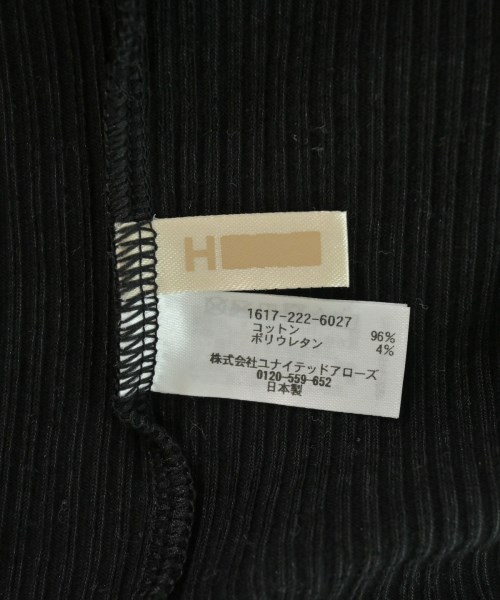 H
1617-222-6027
コットン 96%
ポリウレタン 4%
株式会社ユナイテッドアローズ
0120-559-652
日本製